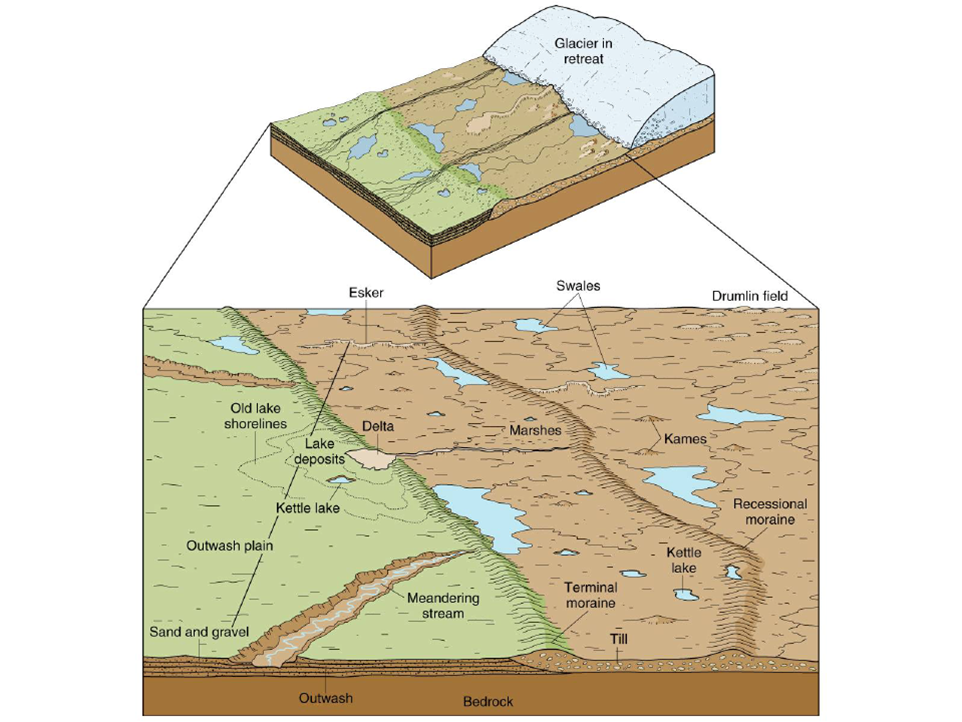 Glacier in
retreat
Esker
Swales
Drumlin field
Old lake
shorelines
Delta
Lake
deposits
Marshes
Kames
Kettle lake
Recessional
moraine
Outwash plain
Kettle
lake
Meandering
stream
Terminal
moraine
Sand and gravel
Till
Outwash
Bedrock